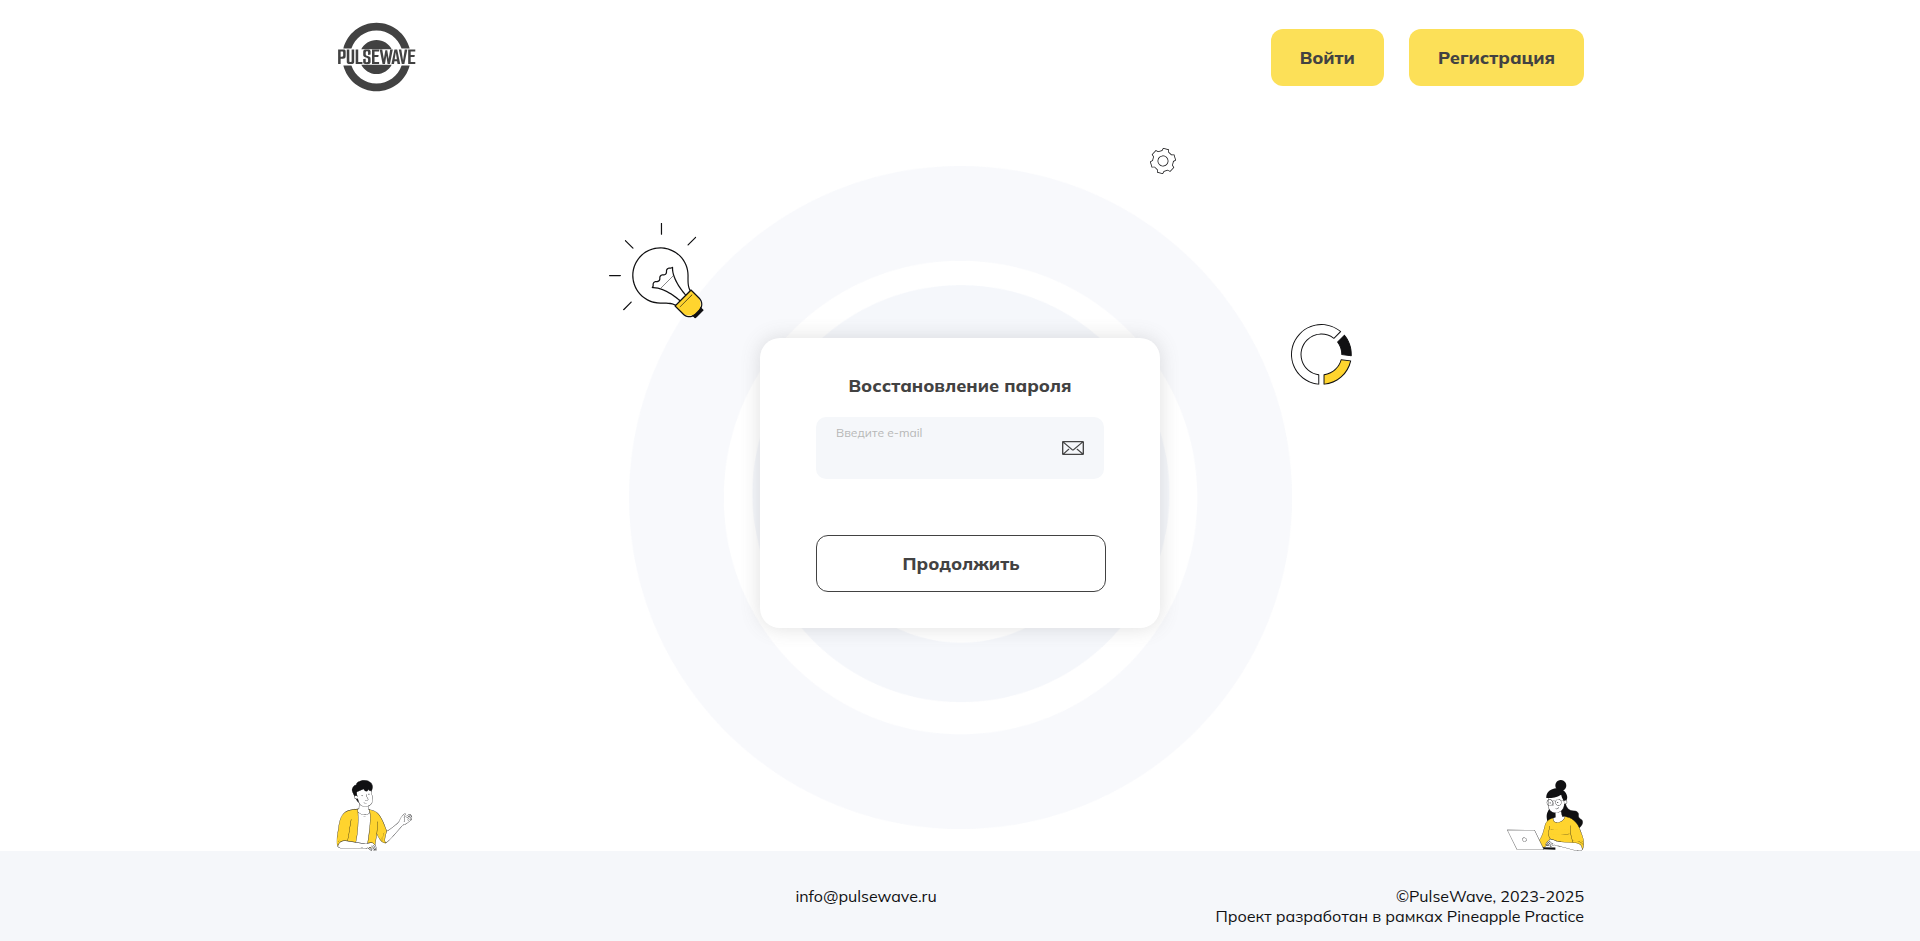 PULSEWAVE
Войти
Регистрация
Восстановление пароля
Введите e-mail
Продолжить
info@pulsewave.ru
©PulseWave, 2023-2025
Проект разработан в рамках Pineapple Practice